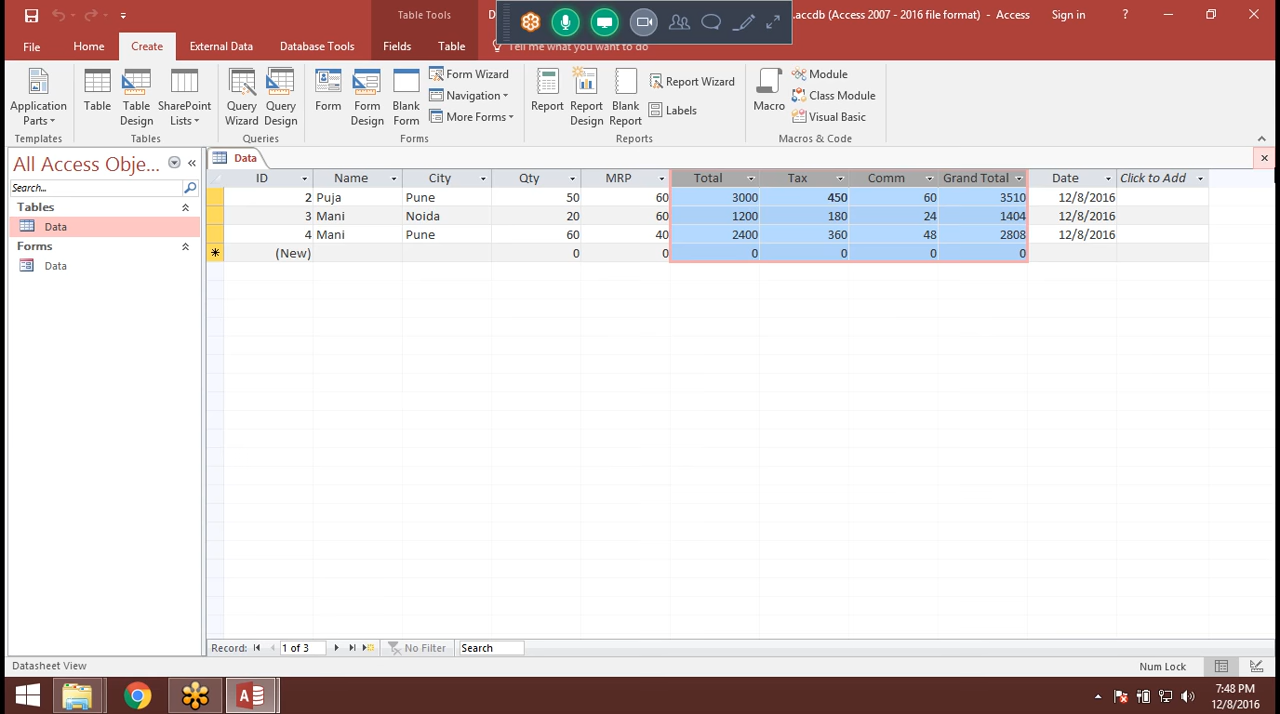 Table Tools
D
.accdb (Access 2007 - 2016 file format) - Access
Sign in
?
File
Home
Create
External Data
Database Tools
Fields
Table
Tell me what you want to do
Application Parts
Table
Table Design
SharePoint Lists
Query Wizard
Query Design
Form
Form Design
Blank Form
Form Wizard
Navigation
More Forms
Report
Report Design
Blank Report
Report Wizard
Labels
Macro
Module
Class Module
Visual Basic
Templates
Tables
Queries
Forms
Reports
Macros & Code
All Access Obje...
Search...
Tables
Data
Forms
Data
Data
ID Name City Qty MRP Total Tax Comm Grand Total Date Click to Add
2 Puja Pune 50 60 3000 450 60 3510 12/8/2016
3 Mani Noida 20 60 1200 180 24 1404 12/8/2016
4 Mani Pune 60 40 2400 360 48 2808 12/8/2016
(New) 0 0 0 0 0 0
Record: 1 of 3 No Filter Search
Datasheet View
Num Lock
7:48 PM
12/8/2016